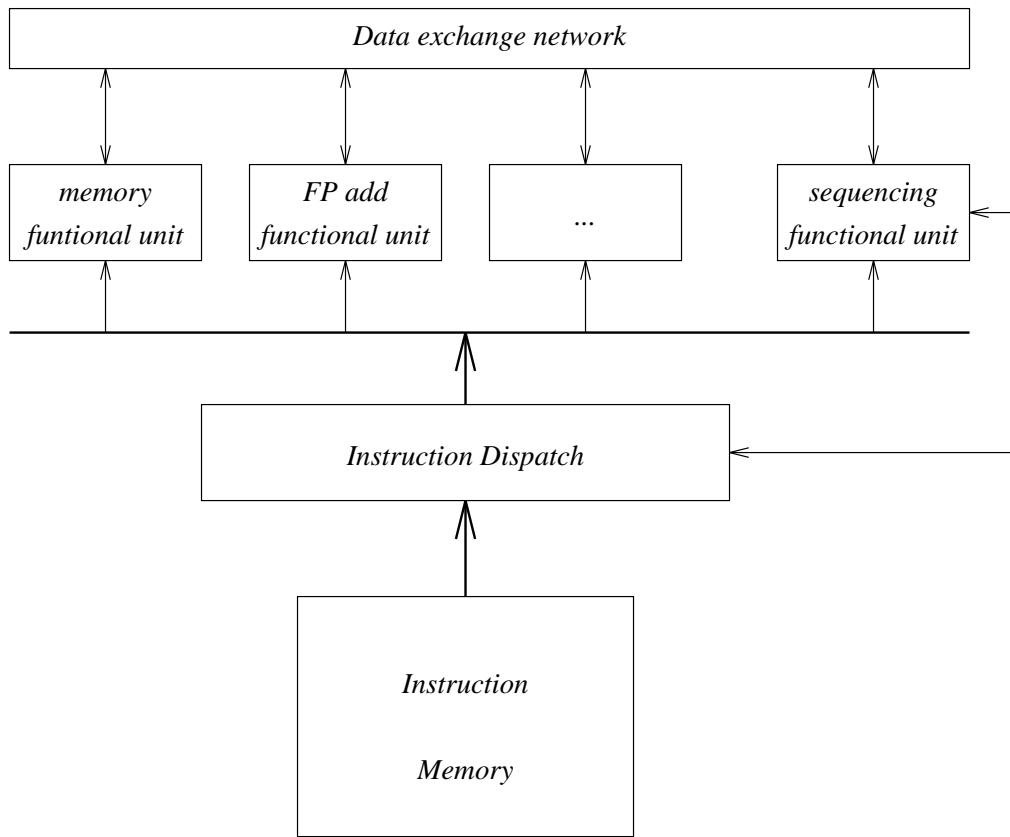 Data exchange network
memory
funtional unit
FP add
functional unit
...
sequencing
functional unit
Instruction Dispatch
Instruction
Memory